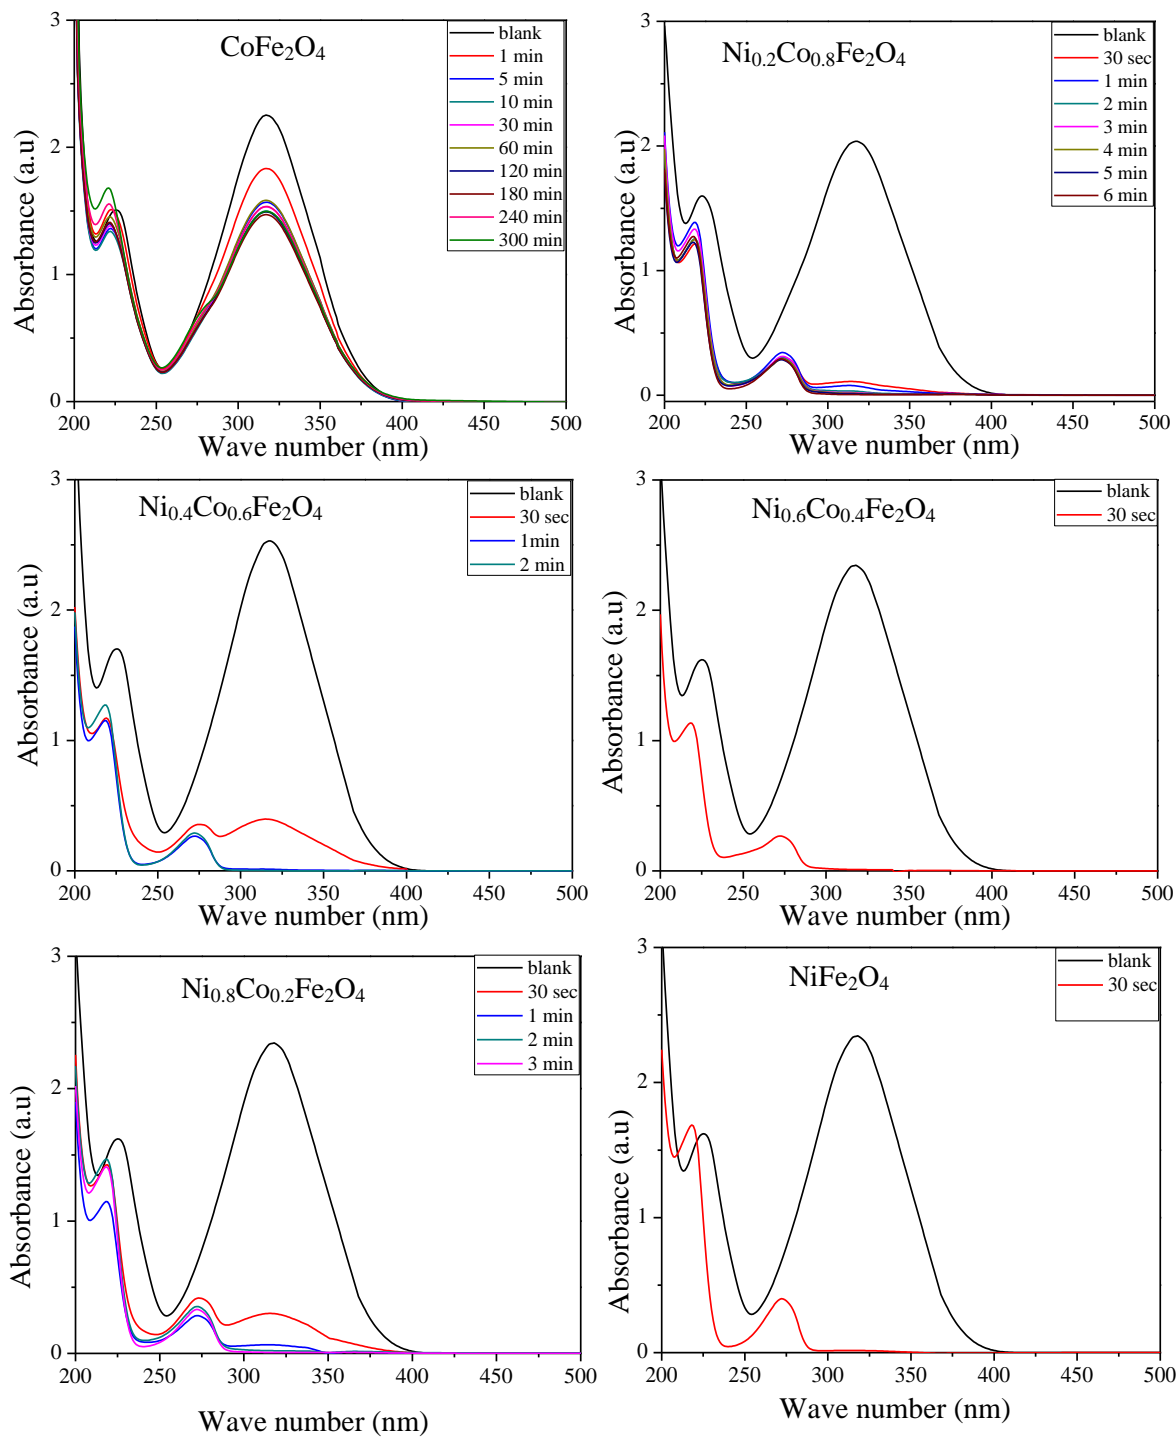 CoFe₂O₄
blank
1 min
5 min
10 min
30 min
60 min
120 min
180 min
240 min
300 min
3
2
1
0
Absorbance (a.u)
200 250 300 350 400 450 500
Wave number (nm)
Ni₀.₂Co₀.₈Fe₂O₄
blank
30 sec
1 min
2 min
3 min
4 min
5 min
6 min
3
2
1
0
Absorbance (a.u)
200 250 300 350 400 450 500
Wave number (nm)
Ni₀.₄Co₀.₆Fe₂O₄
blank
30 sec
1min
2 min
3
2
1
0
Absorbance (a.u)
200 250 300 350 400 450 500
Wave number (nm)
Ni₀.₆Co₀.₄Fe₂O₄
blank
30 sec
3
2
1
0
Absorbance (a.u)
200 250 300 350 400 450 500
Wave number (nm)
Ni₀.₈Co₀.₂Fe₂O₄
blank
30 sec
1 min
2 min
3 min
3
2
1
0
Absorbance (a.u)
200 250 300 350 400 450 500
Wave number (nm)
NiFe₂O₄
blank
30 sec
3
2
1
0
Absorbance (a.u)
200 250 300 350 400 450 500
Wave number (nm)